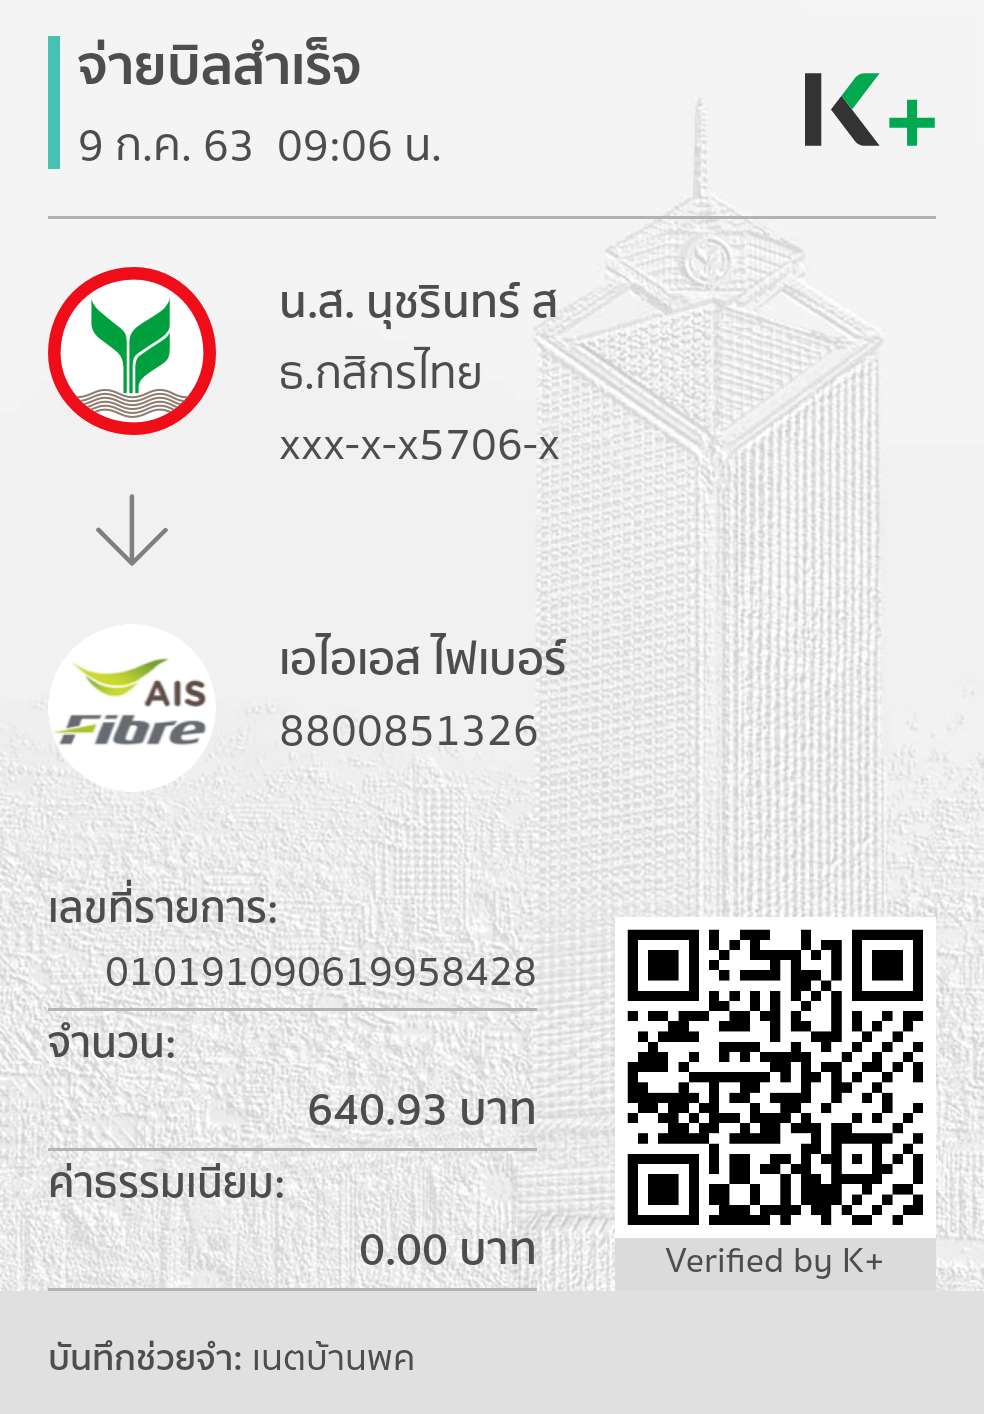 จ่ายบิลสำเร็จ
9 ก.ค. 63 09:06 น.
K+
น.ส. นุชรินทร์ ส
ธ.กสิกรไทย
xxx-x-x5706-x
AIS
Fibre
เอไอเอส ไฟเบอร์
8800851326
เลขที่รายการ:
010191090619958428
จำนวน:
640.93 บาท
ค่าธรรมเนียม:
0.00 บาท
Verified by K+
บันทึกช่วยจำ: เนตบ้านพค